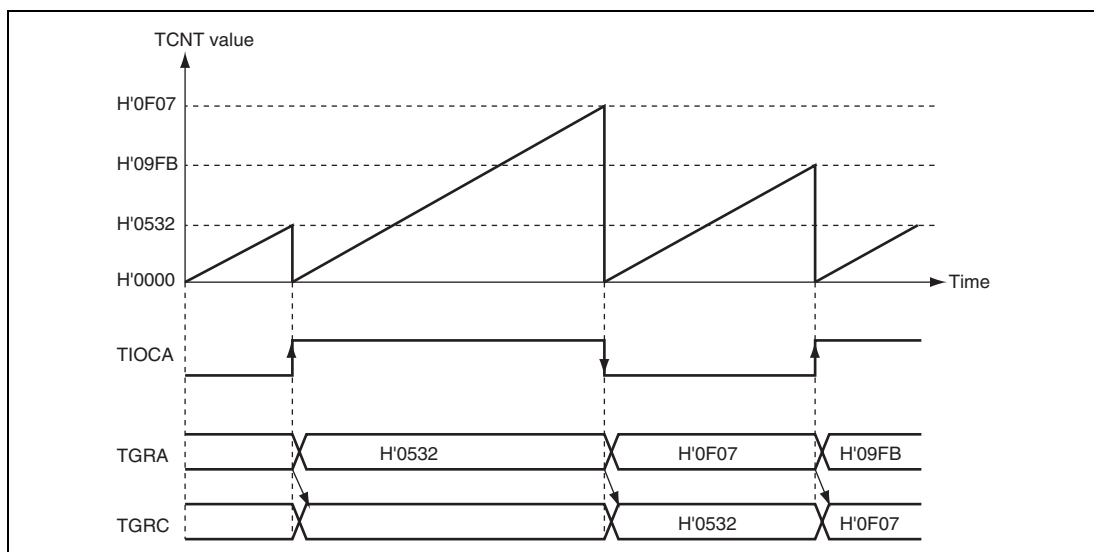 TCNT value
H'0F07
H'09FB
H'0532
H'0000
Time
TIOCA
TGRA
H'0532
H'0F07
H'09FB
TGRC
H'0532
H'0F07